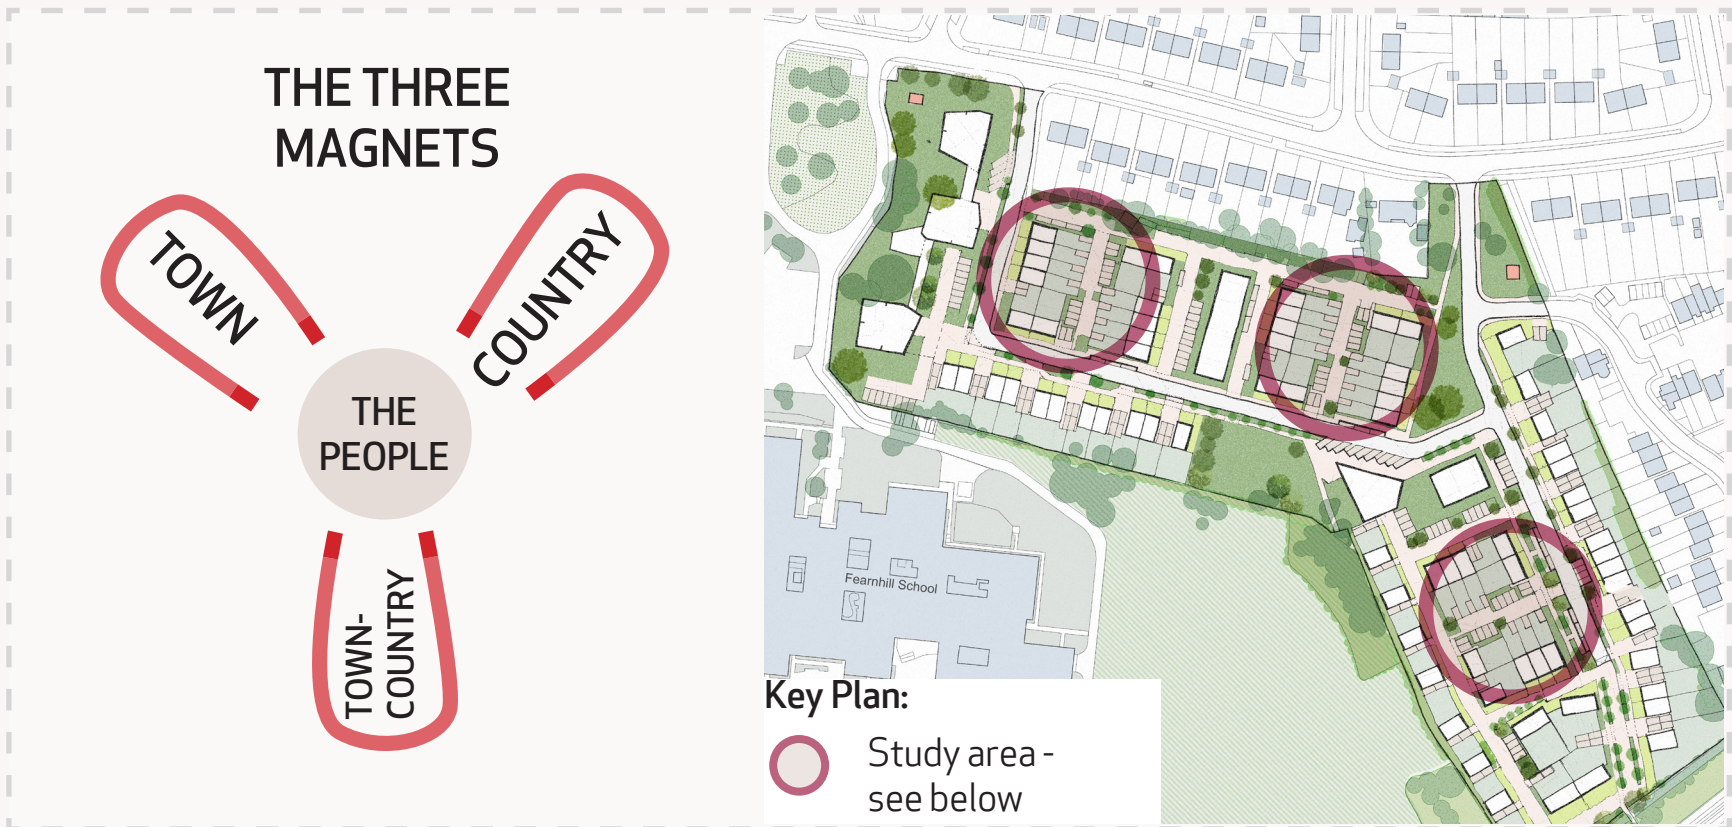 THE THREE
MAGNETS
TOWN
COUNTRY
THE
PEOPLE
TOWN-
COUNTRY
Fearnhill School
Key Plan:
Study area -
see below